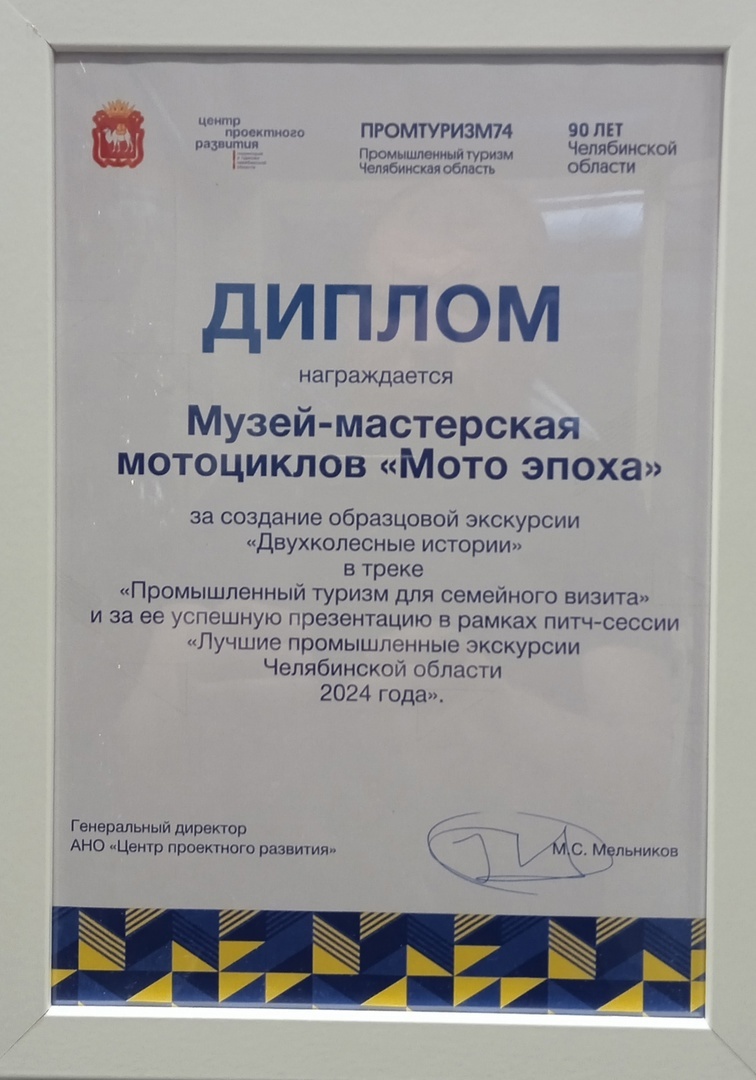 центр
проектного
развития
ПРОМТУРИЗМ74
Промышленный туризм
Челябинская область
90 ЛЕТ
Челябинской
области
ДИПЛОМ
награждается
Музей-мастерская
мотоциклов «Мото эпоха»
за создание образцовой экскурсии
«Двухколесные истории»
в треке
«Промышленный туризм для семейного визита»
и за ее успешную презентацию в рамках питч-сессии
«Лучшие промышленные экскурсии
Челябинской области
2024 года».
Генеральный директор
АНО «Центр проектного развития»
М.С. Мельников